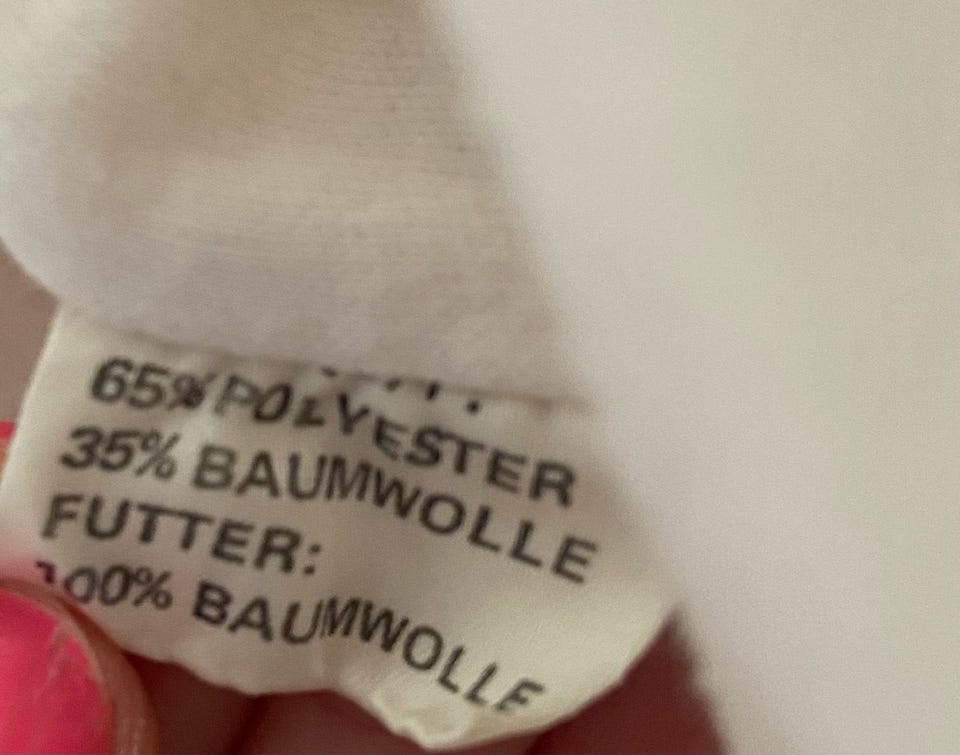 65% POLYESTER
35% BAUMWOLLE
FUTTER:
100% BAUMWOLLE